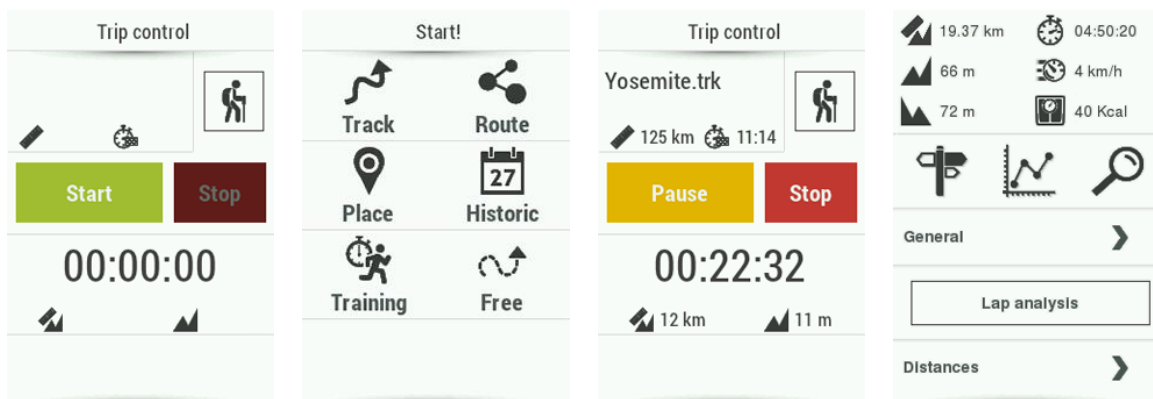 Trip control
Start
Stop
00:00:00
Start!
Track
Route
Place
27
Historic
Training
Free
Trip control
Yosemite.trk
125 km
11:14
Pause
Stop
00:22:32
12 km
11 m
19.37 km
04:50:20
66 m
4 km/h
72 m
40 Kcal
General
Lap analysis
Distances